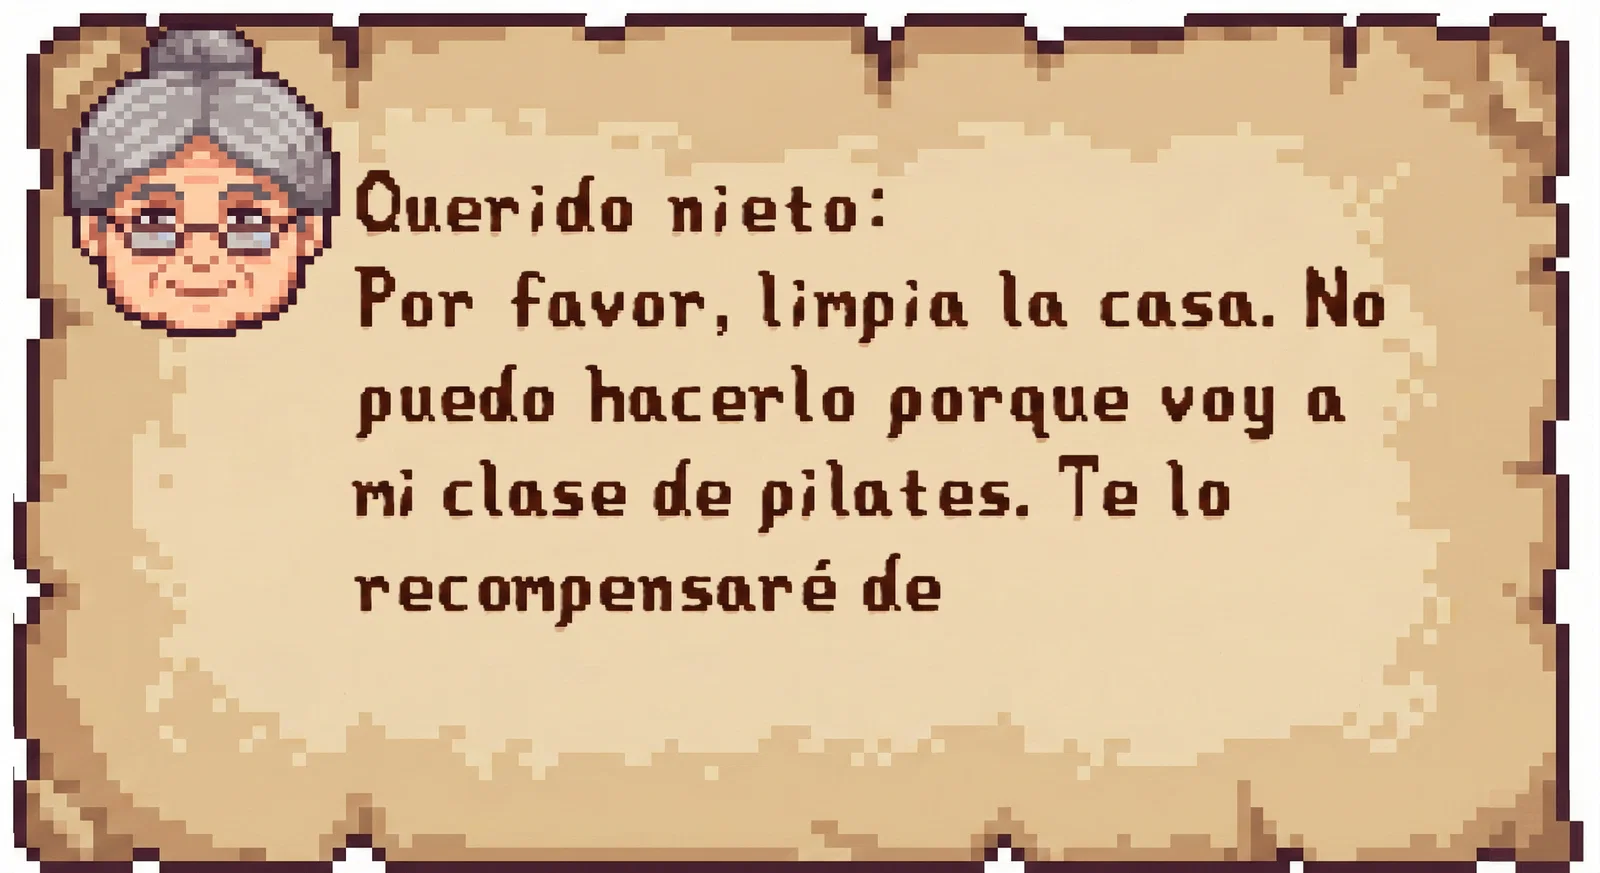 Querido nieto:
Por favor, limpia la casa. No
puedo hacerlo porque voy a
mi clase de pilates. Te lo
recompensaré de